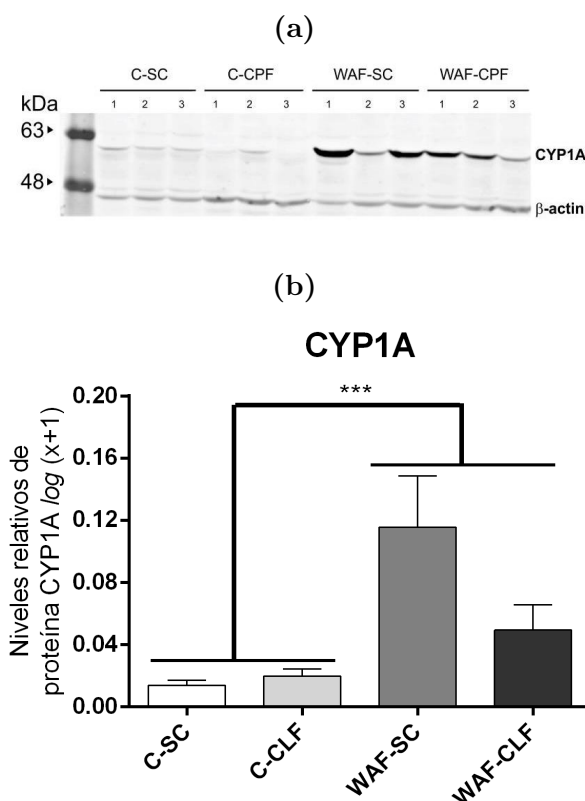 (a)
C-SC C-CPF WAF-SC WAF-CPF
kDa 1 2 3 1 2 3 1 2 3 1 2 3
63
CYP1A
48
β-actin
(b)
CYP1A
Niveles relativos de
proteína CYP1A log (x+1)
0.20
0.16
0.12
0.08
0.04
0.00
***
C-SC
C-CLF
WAF-SC
WAF-CLF